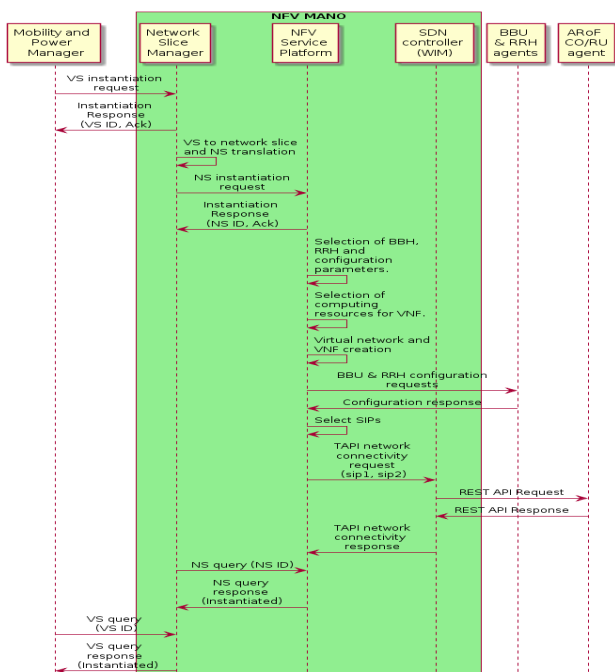 NFV MANO
Mobility and
Power
Manager
Network
Slice
Manager
NFV
Service
Platform
SDN
controller
(WIM)
BBU
& RRH
agents
ARoF
CO/RU
agent
VS instantiation
request
Instantiation
Response
(VS ID, Ack)
VS to network slice
and NS translation
NS instantiation
request
Instantiation
Response
(NS ID, Ack)
Selection of BBH,
RRH and
configuration
parameters.
Selection of
computing
resources for VNF.
Virtual network and
VNF creation
BBU & RRH configuration
requests
Configuration response
Select SIPs
TAPI network
connectivity
request
(sip1, sip2)
REST API Request
REST API Response
TAPI network
connectivity
response
NS query (NS ID)
NS query
response
(Instantiated)
VS query
(VS ID)
VS query
response
(Instantiated)